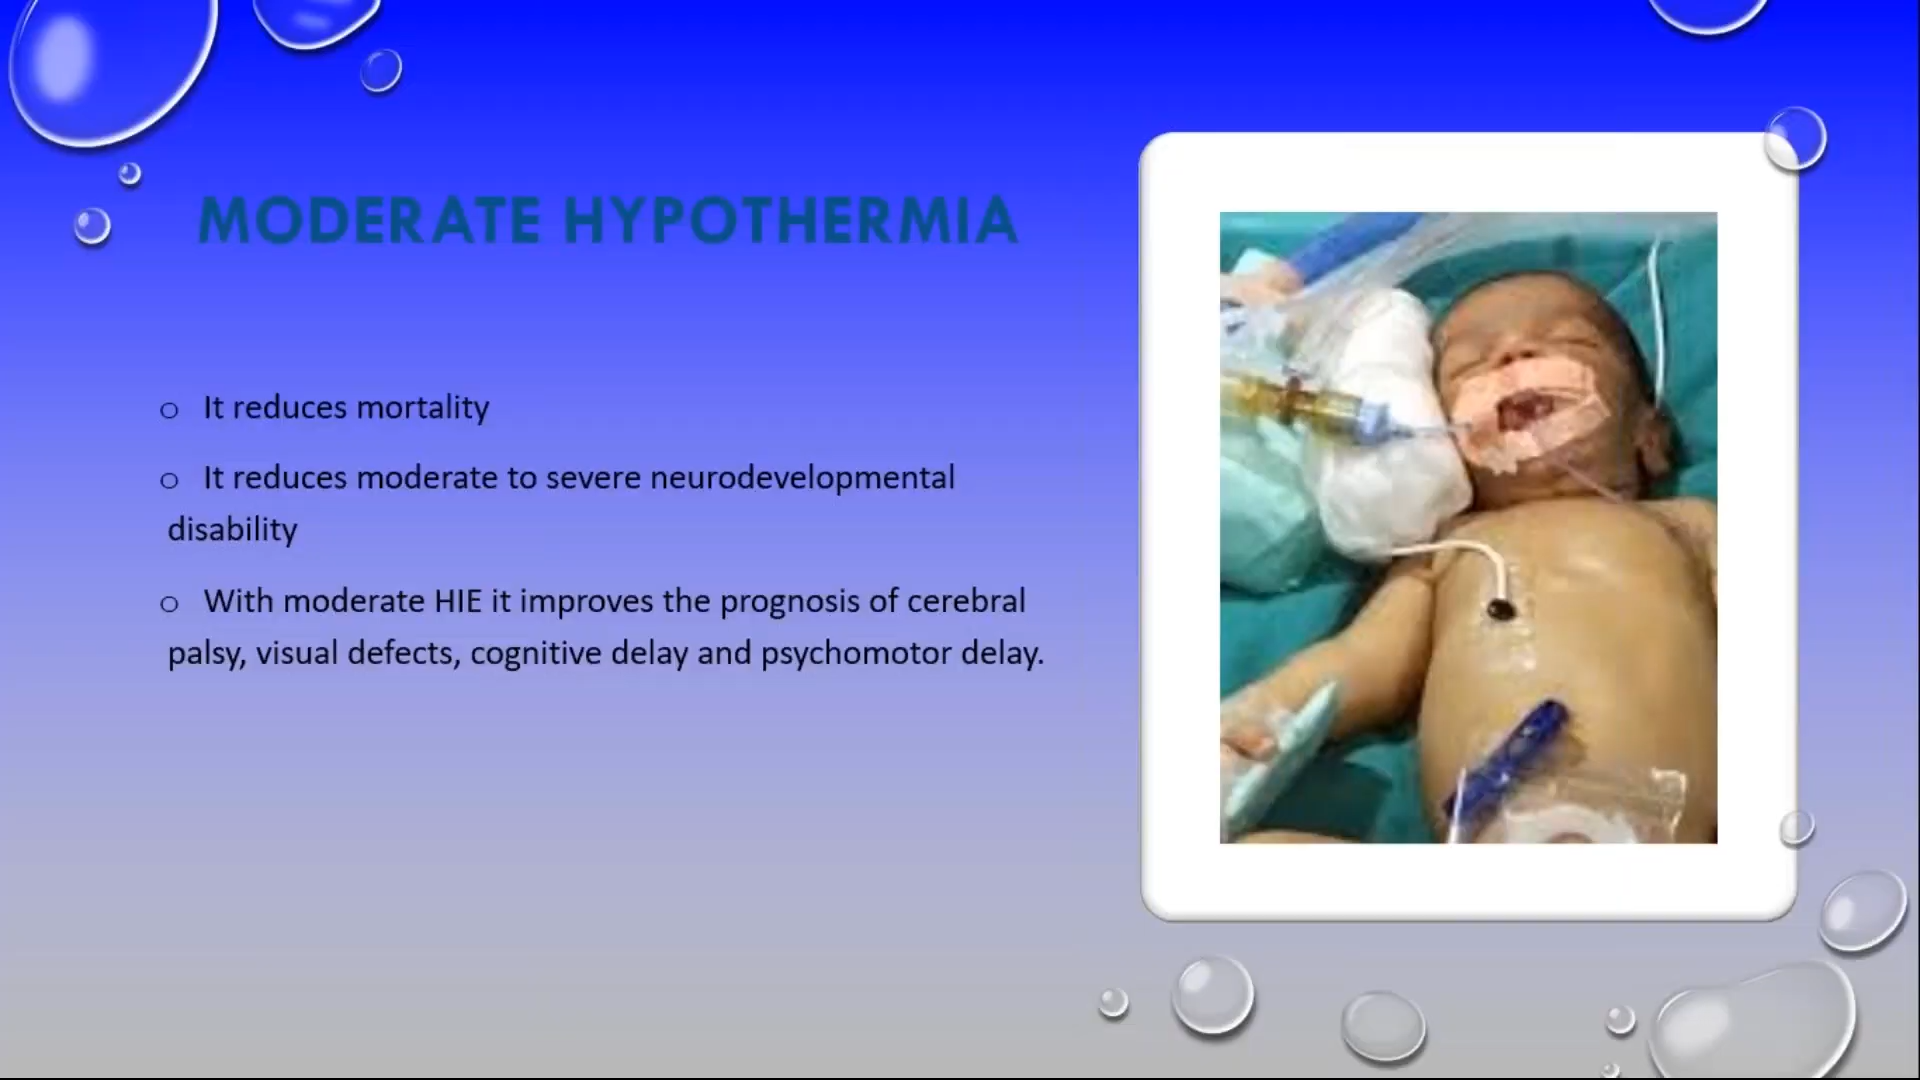 MODERATE HYPOTHERMIA
o It reduces mortality
o It reduces moderate to severe neurodevelopmental
disability
o With moderate HIE it improves the prognosis of cerebral
palsy, visual defects, cognitive delay and psychomotor delay.